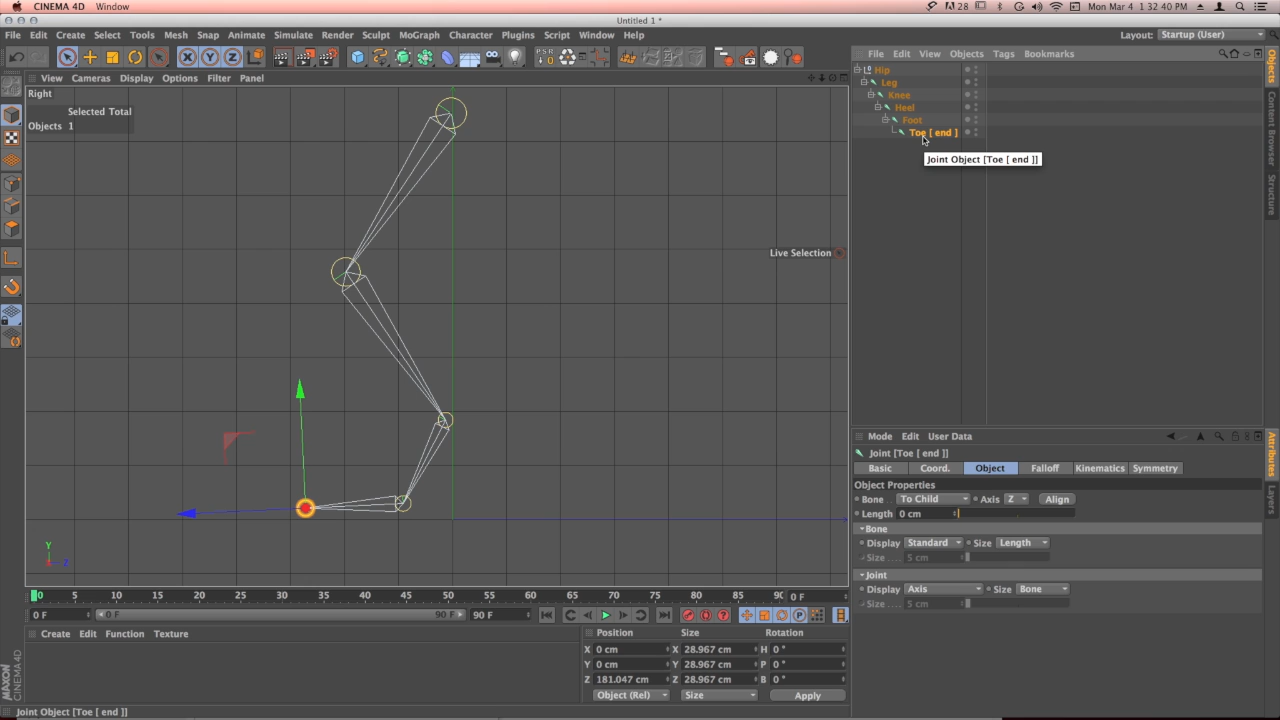 CINEMA 4D
28
Mon Mar 4 1:32:40 PM
Untitled 1 *
File Edit Create Select Tools Mesh Snap Animate Simulate Render Sculpt MoGraph Character Plugins Script Window Help
Layout: Startup (User)
X Y Z
PSR
View Cameras Display Options Filter Panel
File Edit View Objects Tags Bookmarks
Right
Selected Total
Objects 1
Live Selection
Hip
Leg
Knee
Heel
Foot
Toe [ end ]
Joint Object [Toe [ end ]]
Objects
Content Browser
Structure
Mode Edit User Data
Joint [Toe [ end ]]
Basic Coord. Object Falloff Kinematics Symmetry
Object Properties
Bone . . To Child Axis Z Align
Length 0 cm
Bone
Display Standard Size Length
Size . . . . 5 cm
Joint
Display Axis Size Bone
Size . . . . 5 cm
Attributes
Layers
Y
Z
0 5 10 15 20 25 30 35 40 45 50 55 60 65 70 75 80 85 0 F
0 F 0 F 90 F 90 F
P
Create Edit Function Texture
Position Size Rotation
X 0 cm X 28.967 cm H 0 °
Y 0 cm Y 28.967 cm P 0 °
Z 181.047 cm Z 28.967 cm B 0 °
Object (Rel) Size Apply
MAXON
CINEMA 4D
Joint Object [Toe [ end ]]